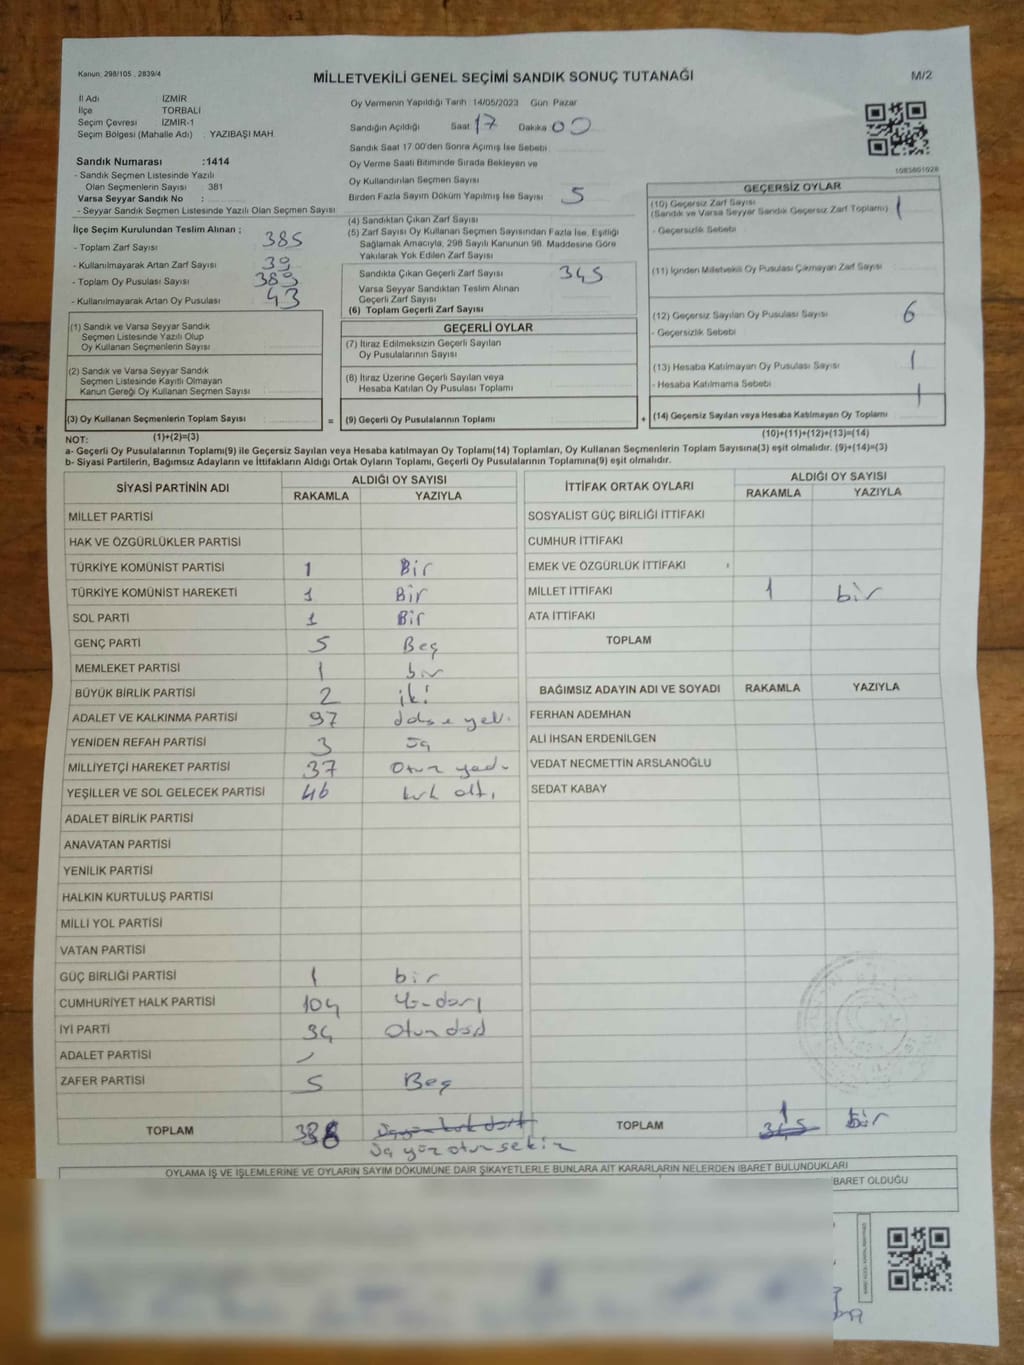 Kanun, 298/105 , 2839/4
MİLLETVEKİLİ GENEL SEÇİMİ SANDIK SONUÇ TUTANAĞI
M/2
İl Adı : İZMİR
İlçe TORBALI
Seçim Çevresi : İZMİR-1
Seçim Bölgesi (Mahalle Adı) : YAZIBAŞI MAH.
Oy Vermenin Yapıldığı Tarih : 14/05/2023 Gün Pazar
Sandığın Açıldığı Saat 17 Dakika 00
Sandık Saat 17.00'den Sonra Açılmış İse Sebebi
Oy Verme Saati Bitiminde Sırada Bekleyen ve
Oy Kullandırılan Seçmen Sayısı
Birden Fazla Sayım Döküm Yapılmış İse Sayısı 5
Sandık Numarası :1414
- Sandık Seçmen Listesinde Yazılı
Olan Seçmenlerin Sayısı 381
Varsa Seyyar Sandık No :
- Seyyar Sandık Seçmen Listesinde Yazılı Olan Seçmen Sayısı
İlçe Seçim Kurulundan Teslim Alınan ;
- Toplam Zarf Sayısı 385
- Kullanılmayarak Artan Zarf Sayısı 39
- Toplam Oy Pusulası Sayısı 389
- Kullanılmayarak Artan Oy Pusulası 43
(4) Sandıktan Çıkan Zarf Sayısı
(5) Zarf Sayısı Oy Kullanan Seçmen Sayısından Fazla İse, Eşitliği
Sağlamak Amacıyla, 298 Sayılı Kanunun 98. Maddesine Göre
Yakılarak Yok Edilen Zarf Sayısı
Sandıkta Çıkan Geçerli Zarf Sayısı 345
Varsa Seyyar Sandıktan Teslim Alınan
Geçerli Zarf Sayısı
(6) Toplam Geçerli Zarf Sayısı
1083601028
GEÇERSİZ OYLAR
(10) Geçersiz Zarf Sayısı 1
(Sandık ve Varsa Seyyar Sandık Geçersiz Zarf Toplamı)
- Geçersizlik Sebebi
(11) İçinden Milletvekili Oy Pusulası Çıkmayan Zarf Sayısı
(12) Geçersiz Sayılan Oy Pusulası Sayısı 6
- Geçersizlik Sebebi
(13) Hesaba Katılmayan Oy Pusulası Sayısı 1
- Hesaba Katılmama Sebebi 1
(14) Geçersiz Sayılan veya Hesaba Katılmayan Oy Toplamı
(10)+(11)+(12)+(13)=(14)
(1) Sandık ve Varsa Seyyar Sandık
Seçmen Listesinde Yazılı Olup
Oy Kullanan Seçmenlerin Sayısı
(2) Sandık ve Varsa Seyyar Sandık
Seçmen Listesinde Kayıtlı Olmayan
Kanun Gereği Oy Kullanan Seçmen Sayısı
(3) Oy Kullanan Seçmenlerin Toplam Sayısı =
(1)+(2)=(3)
GEÇERLİ OYLAR
(7) İtiraz Edilmeksizin Geçerli Sayılan
Oy Pusulalarının Sayısı
(8) İtiraz Üzerine Geçerli Sayılan veya
Hesaba Katılan Oy Pusulası Toplamı
(9) Geçerli Oy Pusulalarının Toplamı +
NOT:
a- Geçerli Oy Pusulalarının Toplamı(9) ile Geçersiz Sayılan veya Hesaba katılmayan Oy Toplamı(14) Toplamları, Oy Kullanan Seçmenlerin Toplam Sayısına(3) eşit olmalıdır. (9)+(14)=(3)
b- Siyasi Partilerin, Bağımsız Adayların ve İttifakların Aldığı Ortak Oyların Toplamı, Geçerli Oy Pusulalarının Toplamına(9) eşit olmalıdır.
SİYASİ PARTİNİN ADI ALDIĞI OY SAYISI
RAKAMLA YAZIYLA
MİLLET PARTİSİ
HAK VE ÖZGÜRLÜKLER PARTİSİ
TÜRKİYE KOMÜNİST PARTİSİ 1 Bir
TÜRKİYE KOMÜNİST HAREKETİ 1 Bir
SOL PARTİ 1 Bir
GENÇ PARTİ 5 Beş
MEMLEKET PARTİSİ 1 bir
BÜYÜK BİRLİK PARTİSİ 2 iki
ADALET VE KALKINMA PARTİSİ 97
YENİDEN REFAH PARTİSİ 3 üç
MİLLİYETÇİ HAREKET PARTİSİ 37 Otuz yedi
YEŞİLLER VE SOL GELECEK PARTİSİ 46 kırk altı
ADALET BİRLİK PARTİSİ
ANAVATAN PARTİSİ
YENİLİK PARTİSİ
HALKIN KURTULUŞ PARTİSİ
MİLLİ YOL PARTİSİ
VATAN PARTİSİ
GÜÇ BİRLİĞİ PARTİSİ 1 bir
CUMHURİYET HALK PARTİSİ 104
İYİ PARTİ 34 Otuz dört
ADALET PARTİSİ
ZAFER PARTİSİ 5 Beş
TOPLAM 338 üçyüz kırk dört
üç yüz otuz sekiz
İTTİFAK ORTAK OYLARI ALDIĞI OY SAYISI
RAKAMLA YAZIYLA
SOSYALİST GÜÇ BİRLİĞİ İTTİFAKI
CUMHUR İTTİFAKI
EMEK VE ÖZGÜRLÜK İTTİFAKI
MİLLET İTTİFAKI 1 bir
ATA İTTİFAKI
TOPLAM
BAĞIMSIZ ADAYIN ADI VE SOYADI RAKAMLA YAZIYLA
FERHAN ADEMHAN
ALİ İHSAN ERDENİLGEN
VEDAT NECMETTİN ARSLANOĞLU
SEDAT KABAY
TOPLAM 345 1 bir
OYLAMA İŞ VE İŞLEMLERİNE VE OYLARIN SAYIM DÖKÜMÜNE DAİR ŞİKAYETLERLE BUNLARA AİT KARARLARIN NELERDEN İBARET BULUNDUKLARI
BARET OLDUĞU